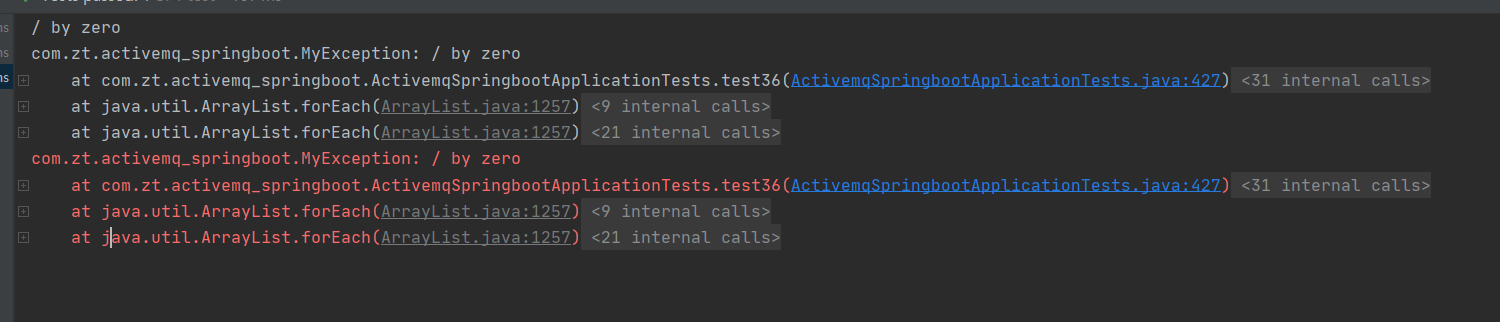 / by zero
com.zt.activemq_springboot.MyException: / by zero
at com.zt.activemq_springboot.ActivemqSpringbootApplicationTests.test36(ActivemqSpringbootApplicationTests.java:427) <31 internal calls>
at java.util.ArrayList.forEach(ArrayList.java:1257) <9 internal calls>
at java.util.ArrayList.forEach(ArrayList.java:1257) <21 internal calls>
com.zt.activemq_springboot.MyException: / by zero
at com.zt.activemq_springboot.ActivemqSpringbootApplicationTests.test36(ActivemqSpringbootApplicationTests.java:427) <31 internal calls>
at java.util.ArrayList.forEach(ArrayList.java:1257) <9 internal calls>
at java.util.ArrayList.forEach(ArrayList.java:1257) <21 internal calls>